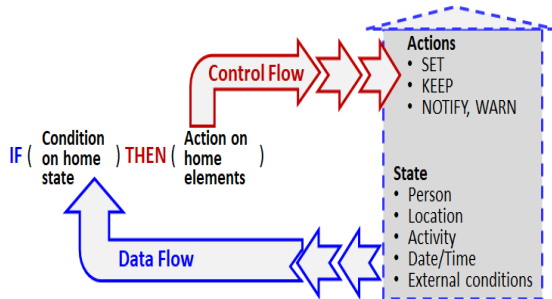 Control Flow
IF ( Condition on home state ) THEN ( Action on home elements )
Data Flow
Actions
• SET
• KEEP
• NOTIFY, WARN
State
• Person
• Location
• Activity
• Date/Time
• External conditions